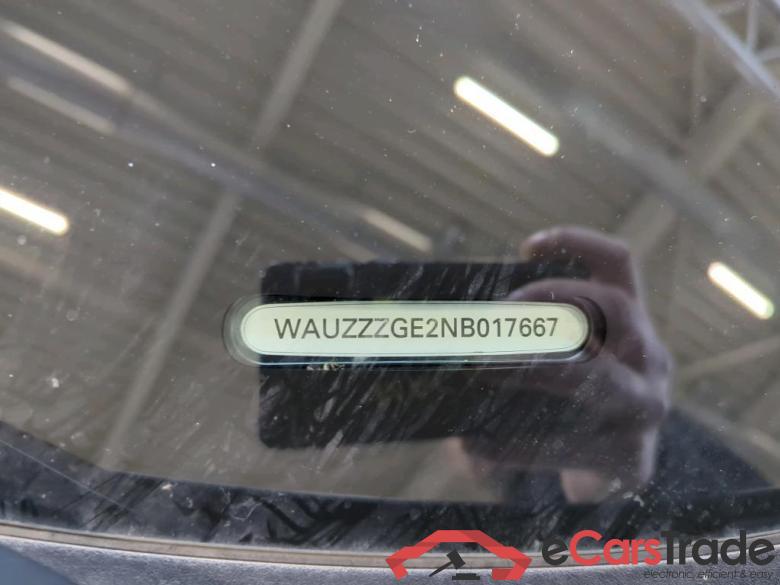 WAUZZZGE2NB017667
eCarsTrade
electronic, efficient & easy